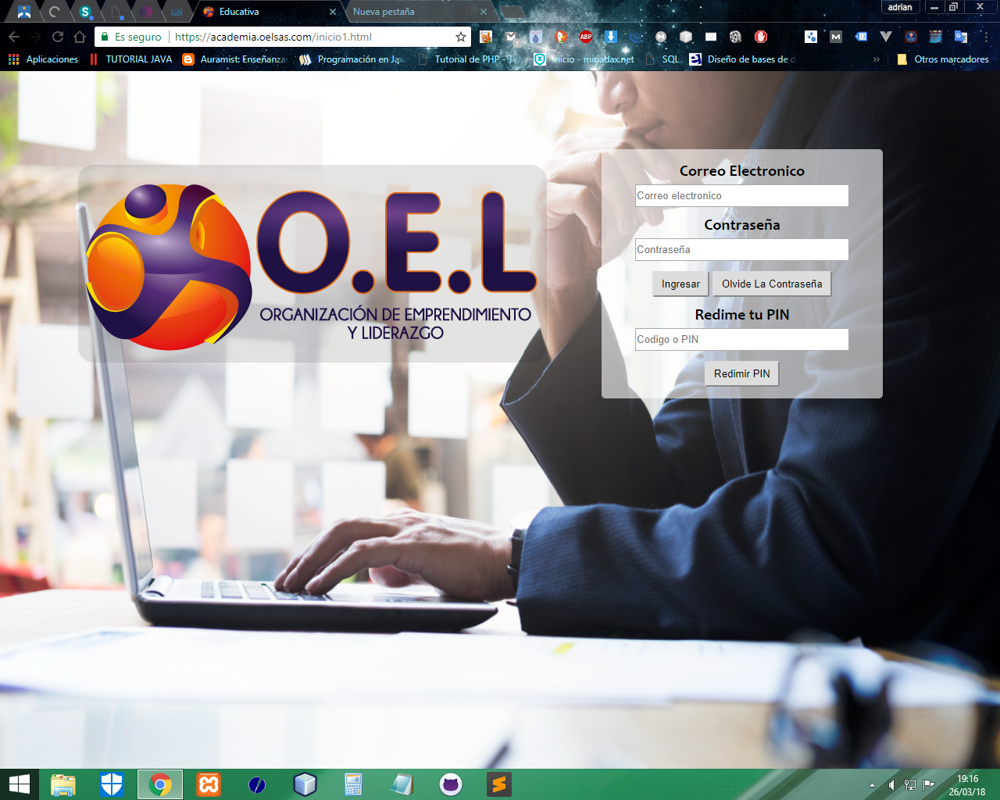 Educativa
Nueva pestaña
adrian
Es seguro
https://academia.oelsas.com/inicio1.html
ABP
Aplicaciones
TUTORIAL JAVA
Auramist: Enseñanza
Programación en Jav
Tutorial de PHP - Te
Inicio - miriadax.net
SQL
Diseño de bases de d
»
Otros marcadores
O.E.L
ORGANIZACIÓN DE EMPRENDIMIENTO
Y LIDERAZGO
Correo Electronico
Correo electronico
Contraseña
Contraseña
Ingresar
Olvide La Contraseña
Redime tu PIN
Codigo o PIN
Redimir PIN
19:16
26/03/18